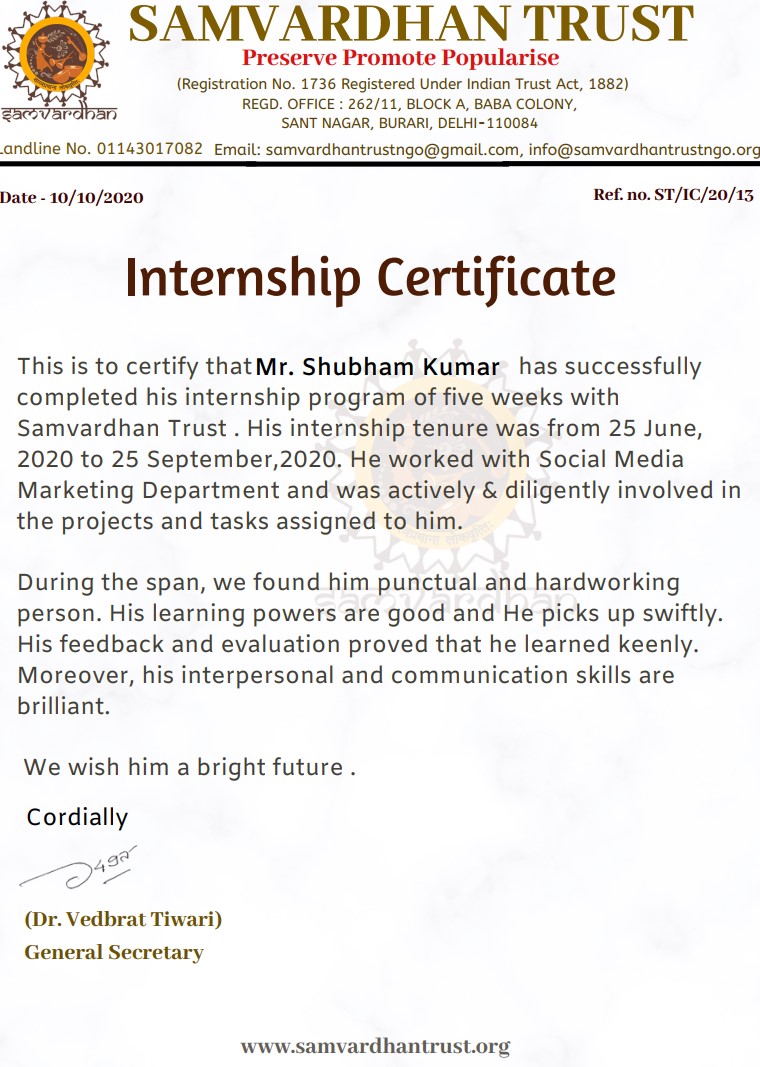 SAMVARDHAN TRUST
Preserve Promote Popularise
(Registration No. 1736 Registered Under Indian Trust Act, 1882)
REGD. OFFICE : 262/11, BLOCK A, BABA COLONY,
SANT NAGAR, BURARI, DELHI-110084
samvardhan
Landline No. 01143017082 Email: samvardhantrustngo@gmail.com, info@samvardhantrustngo.org
Date - 10/10/2020
Ref. no. ST/IC/20/13
Internship Certificate
This is to certify that Mr. Shubham Kumar has successfully
completed his internship program of five weeks with
Samvardhan Trust . His internship tenure was from 25 June,
2020 to 25 September,2020. He worked with Social Media
Marketing Department and was actively & diligently involved in
the projects and tasks assigned to him.
During the span, we found him punctual and hardworking
samvardhan
person. His learning powers are good and He picks up swiftly.
His feedback and evaluation proved that he learned keenly.
Moreover, his interpersonal and communication skills are
brilliant.
We wish him a bright future .
Cordially
(Dr. Vedbrat Tiwari)
General Secretary
www.samvardhantrust.org